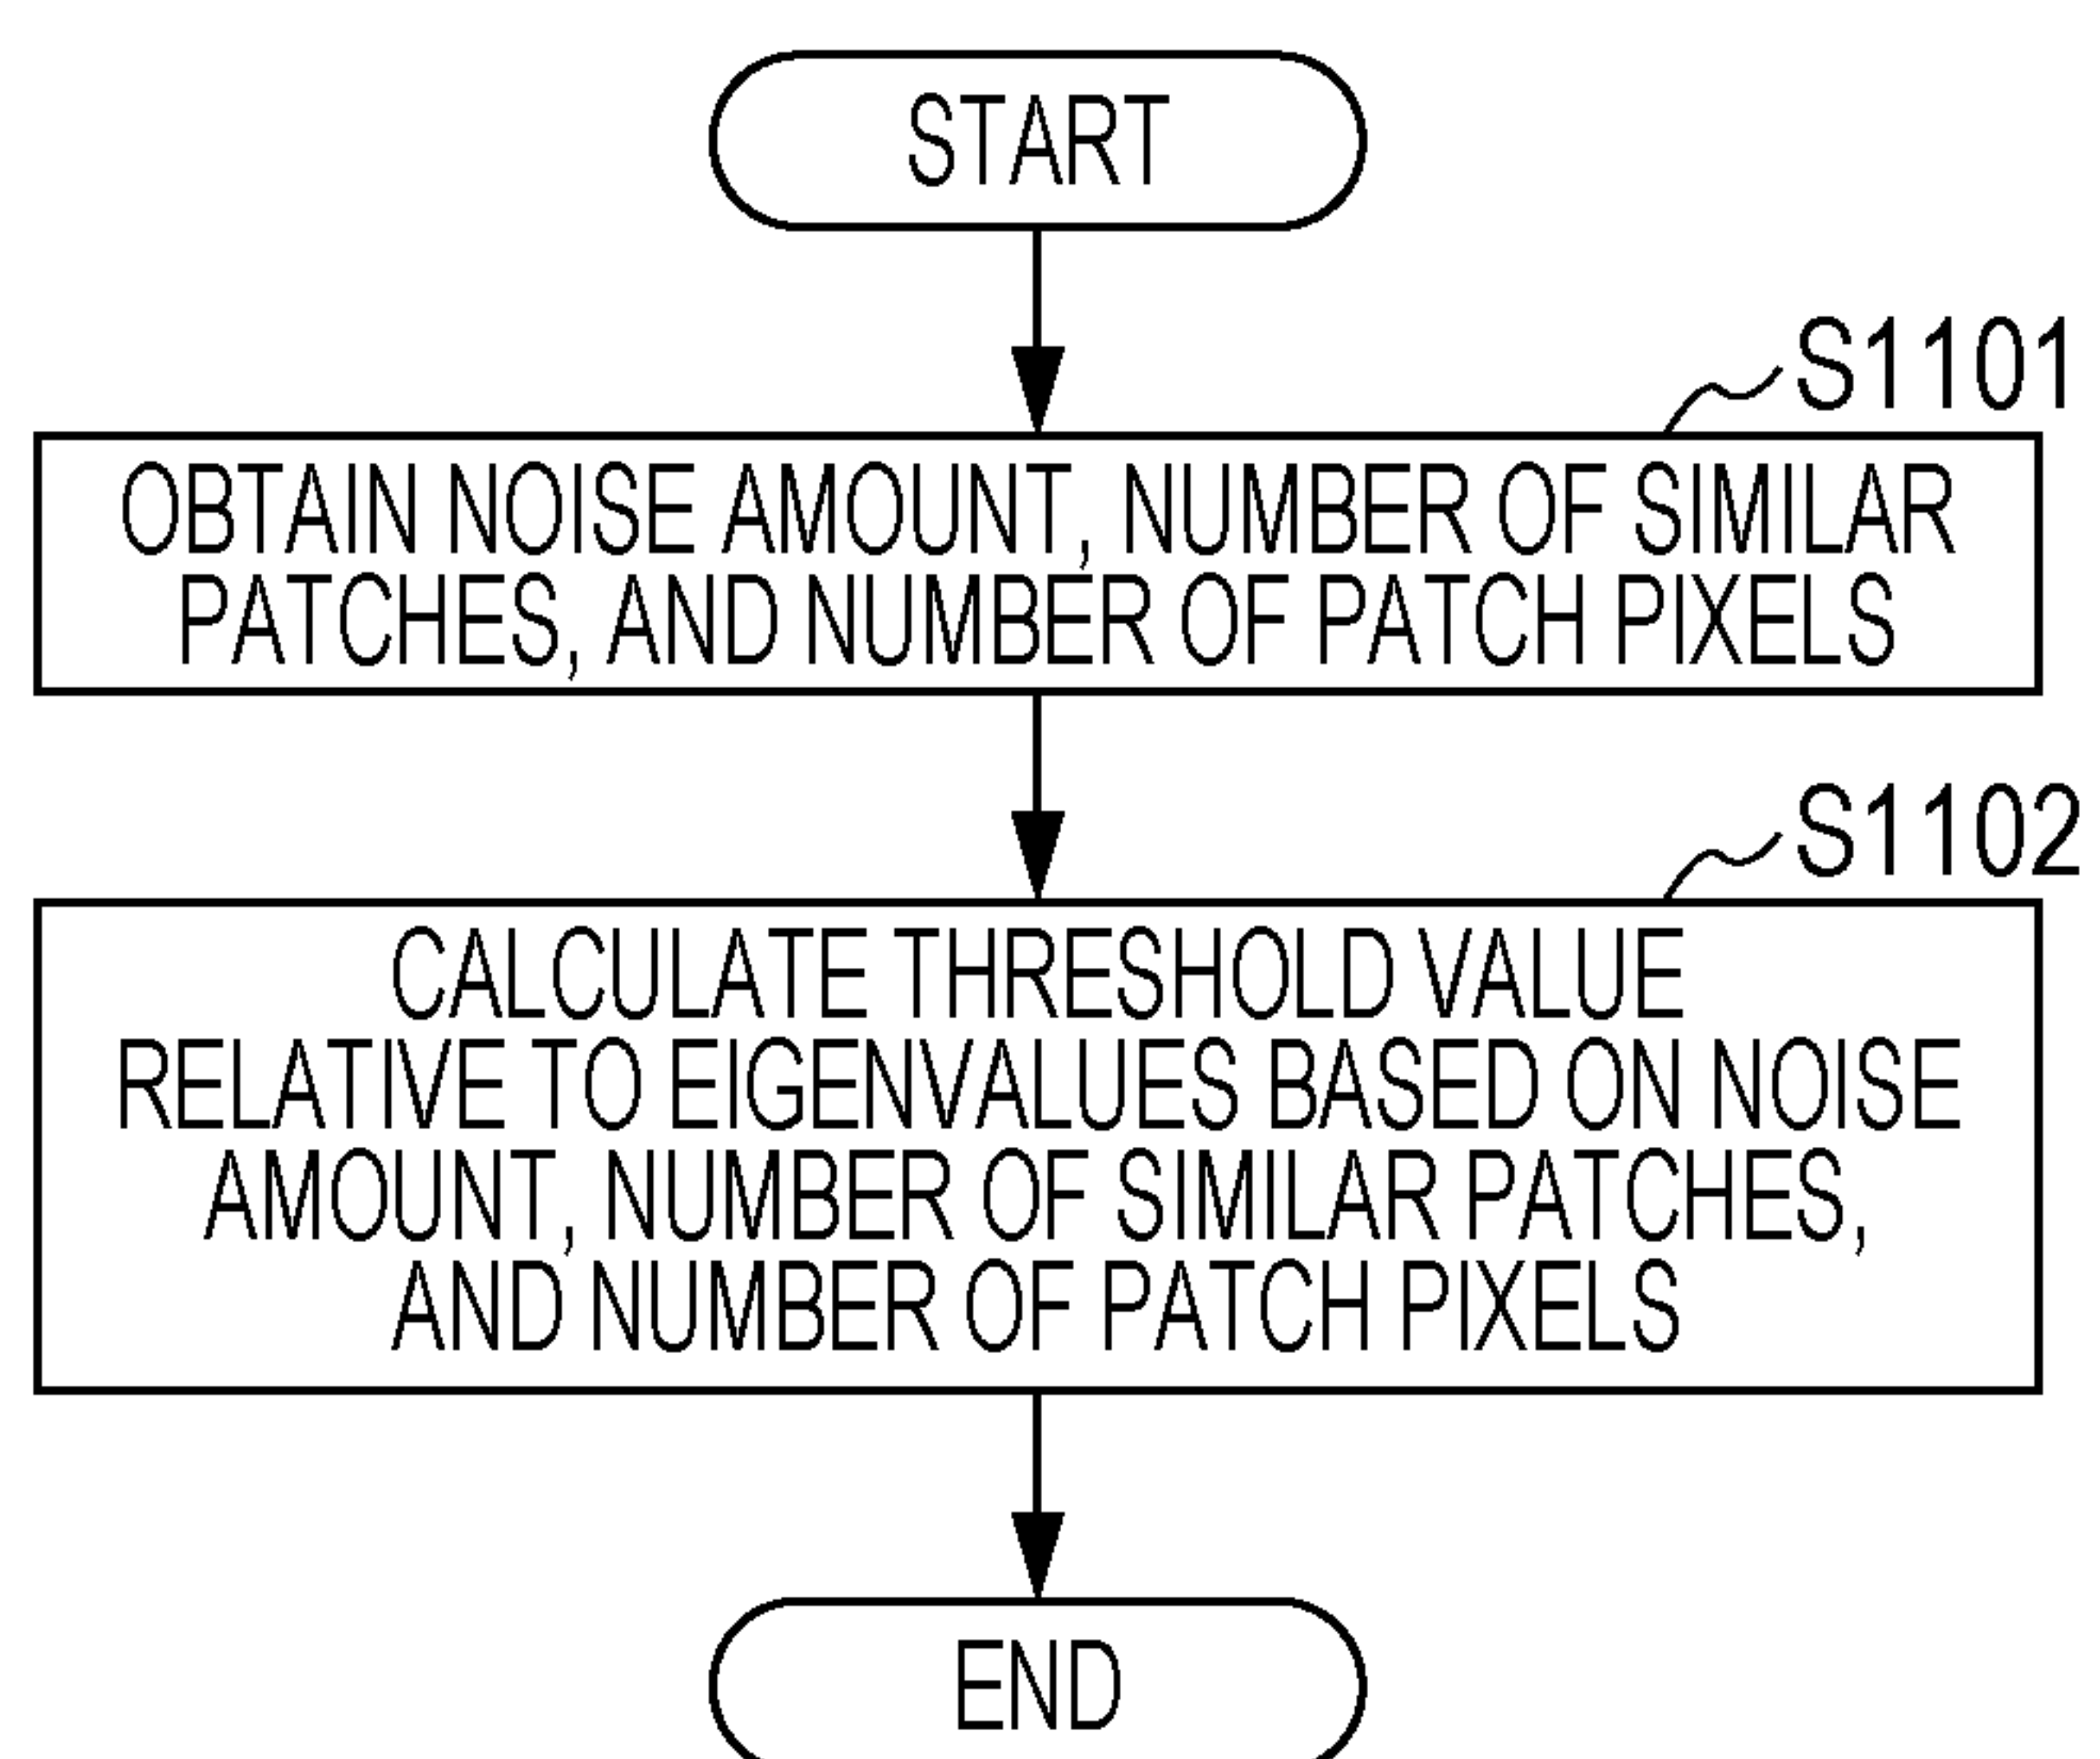 START
S1101
OBTAIN NOISE AMOUNT, NUMBER OF SIMILAR
PATCHES, AND NUMBER OF PATCH PIXELS
S1102
CALCULATE THRESHOLD VALUE
RELATIVE TO EIGENVALUES BASED ON NOISE
AMOUNT, NUMBER OF SIMILAR PATCHES,
AND NUMBER OF PATCH PIXELS
END